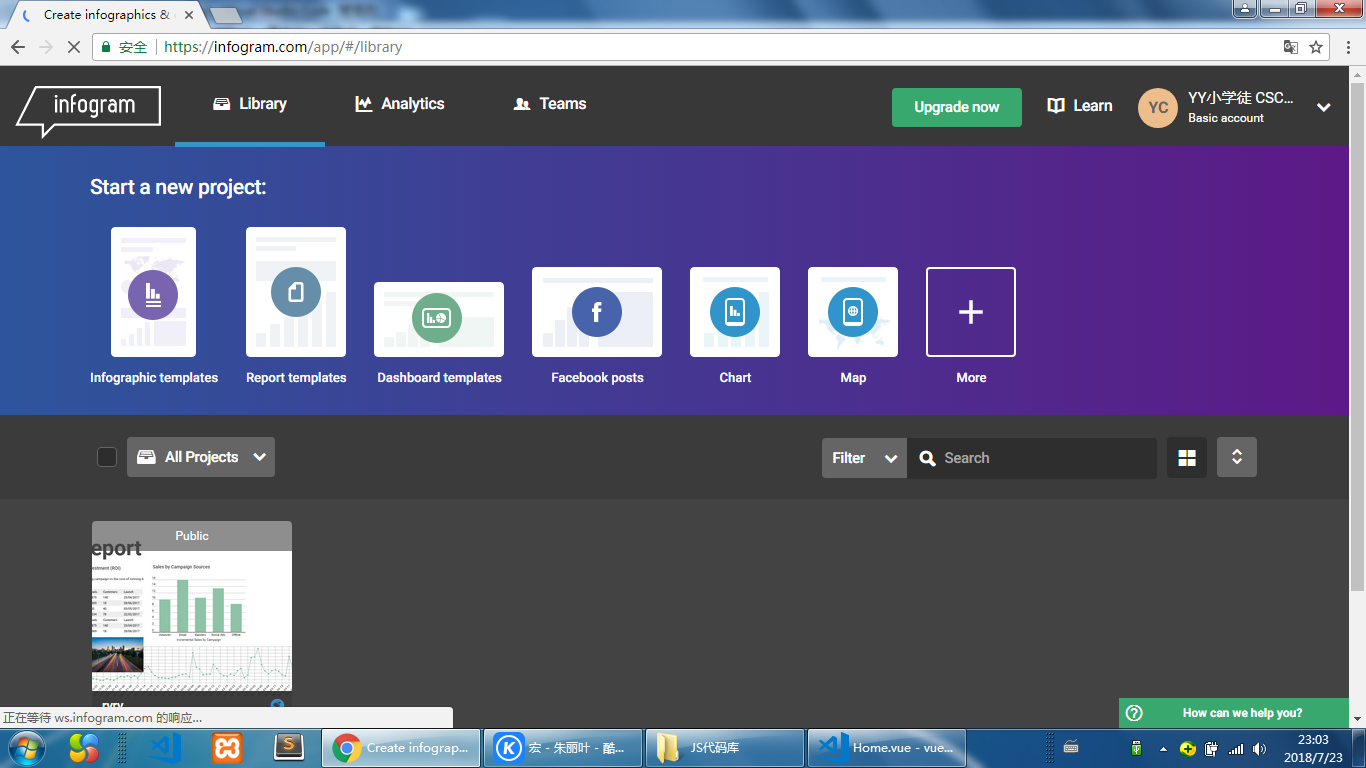 Create infographics &
安全
https://infogram.com/app/#/library
infogram
Library
Analytics
Teams
Upgrade now
Learn
YC
YY小学徒 CSC...
Basic account
Start a new project:
Infographic templates
Report templates
Dashboard templates
Facebook posts
Chart
Map
More
All Projects
Filter
Search
Public
eport
Sales by Campaign Sources
Incremental Sales by Campaign
正在等待 ws.infogram.com 的响应...
How can we help you?
Create infograp...
宏 - 朱丽叶 - 酷...
JS代码库
Home.vue - vue...
23:03
2018/7/23